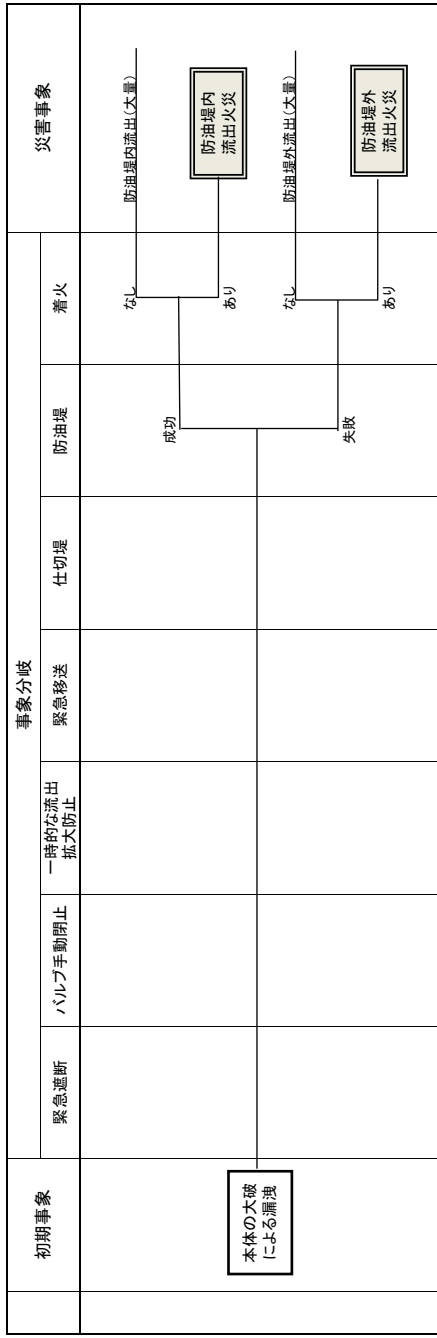 初期事象
事象分岐
災害事象
緊急遮断
バルブ手動閉止
一時的な流出
拡大防止
緊急移送
仕切堤
防油堤
着火
本体の大破
による漏洩
成功
失敗
なし
あり
なし
あり
防油堤内流出(大量)
防油堤内
流出火災
防油堤外流出(大量)
防油堤外
流出火災